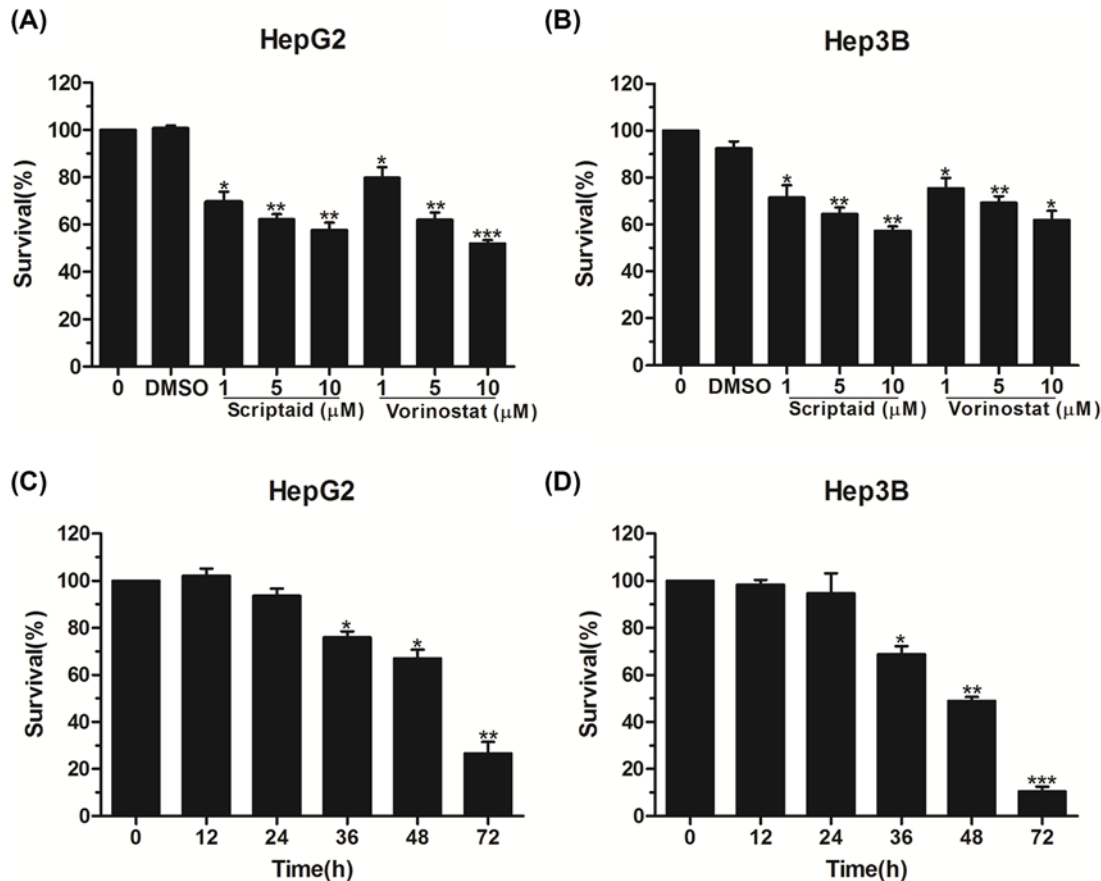 (A)
HepG2
Survival(%)
120
100
80
60
40
20
0
* ** ** * ** ***
0 DMSO 1 5 10 1 5 10
Scriptaid (μM) Vorinostat (μM)
(B)
Hep3B
Survival(%)
120
100
80
60
40
20
0
* ** ** * ** *
0 DMSO 1 5 10 1 5 10
Scriptaid (μM) Vorinostat (μM)
(C)
HepG2
Survival(%)
120
100
80
60
40
20
0
* * **
0 12 24 36 48 72
Time(h)
(D)
Hep3B
Survival(%)
120
100
80
60
40
20
0
* ** ***
0 12 24 36 48 72
Time(h)